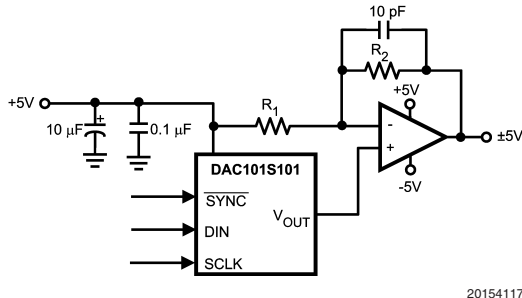 10 pF
R2
+5V
+5V
R1
10 µF
+
0.1 µF
-
+
±5V
-5V
DAC101S101
SYNC
VOUT
DIN
SCLK
20154117